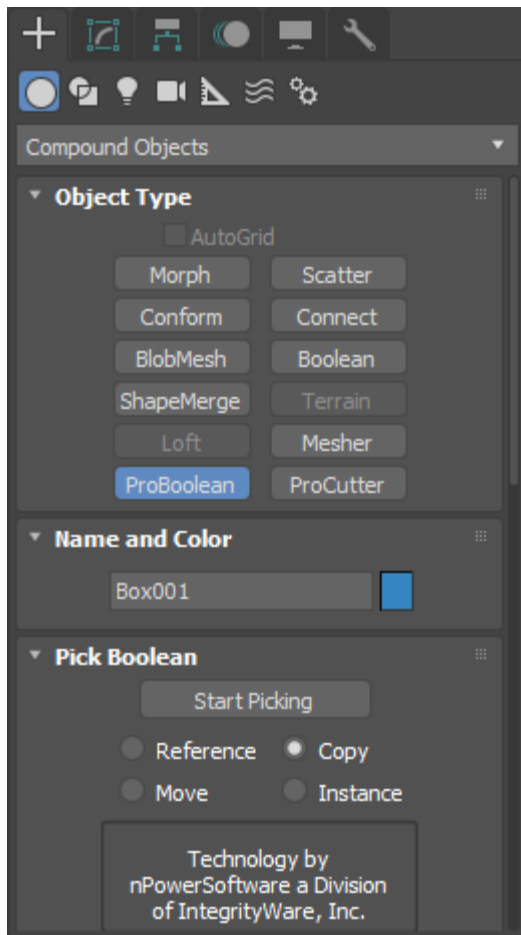 Compound Objects
Object Type
AutoGrid
Morph Scatter
Conform Connect
BlobMesh Boolean
ShapeMerge Terrain
Loft Mesher
ProBoolean ProCutter
Name and Color
Box001
Pick Boolean
Start Picking
Reference Copy
Move Instance
Technology by
nPowerSoftware a Division
of IntegrityWare, Inc.